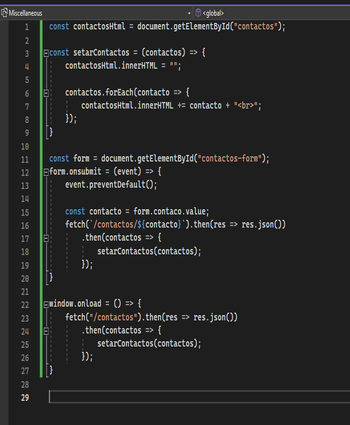 Miscellaneous
<global>
1 const contactosHtml = document.getElementById("contactos");
2
3 const setarContactos = (contactos) => {
4 contactosHtml.innerHTML = "";
5
6 contactos.forEach(contacto => {
7 contactosHtml.innerHTML += contacto + "<br>";
8 });
9 }
10
11 const form = document.getElementById("contactos-form");
12 form.onsubmit = (event) => {
13 event.preventDefault();
14
15 const contacto = form.contaco.value;
16 fetch(`/contactos/${contacto}`).then(res => res.json())
17 .then(contactos => {
18 setarContactos(contactos);
19 });
20 }
21
22 window.onload = () => {
23 fetch("/contactos").then(res => res.json())
24 .then(contactos => {
25 setarContactos(contactos);
26 });
27 }
28
29